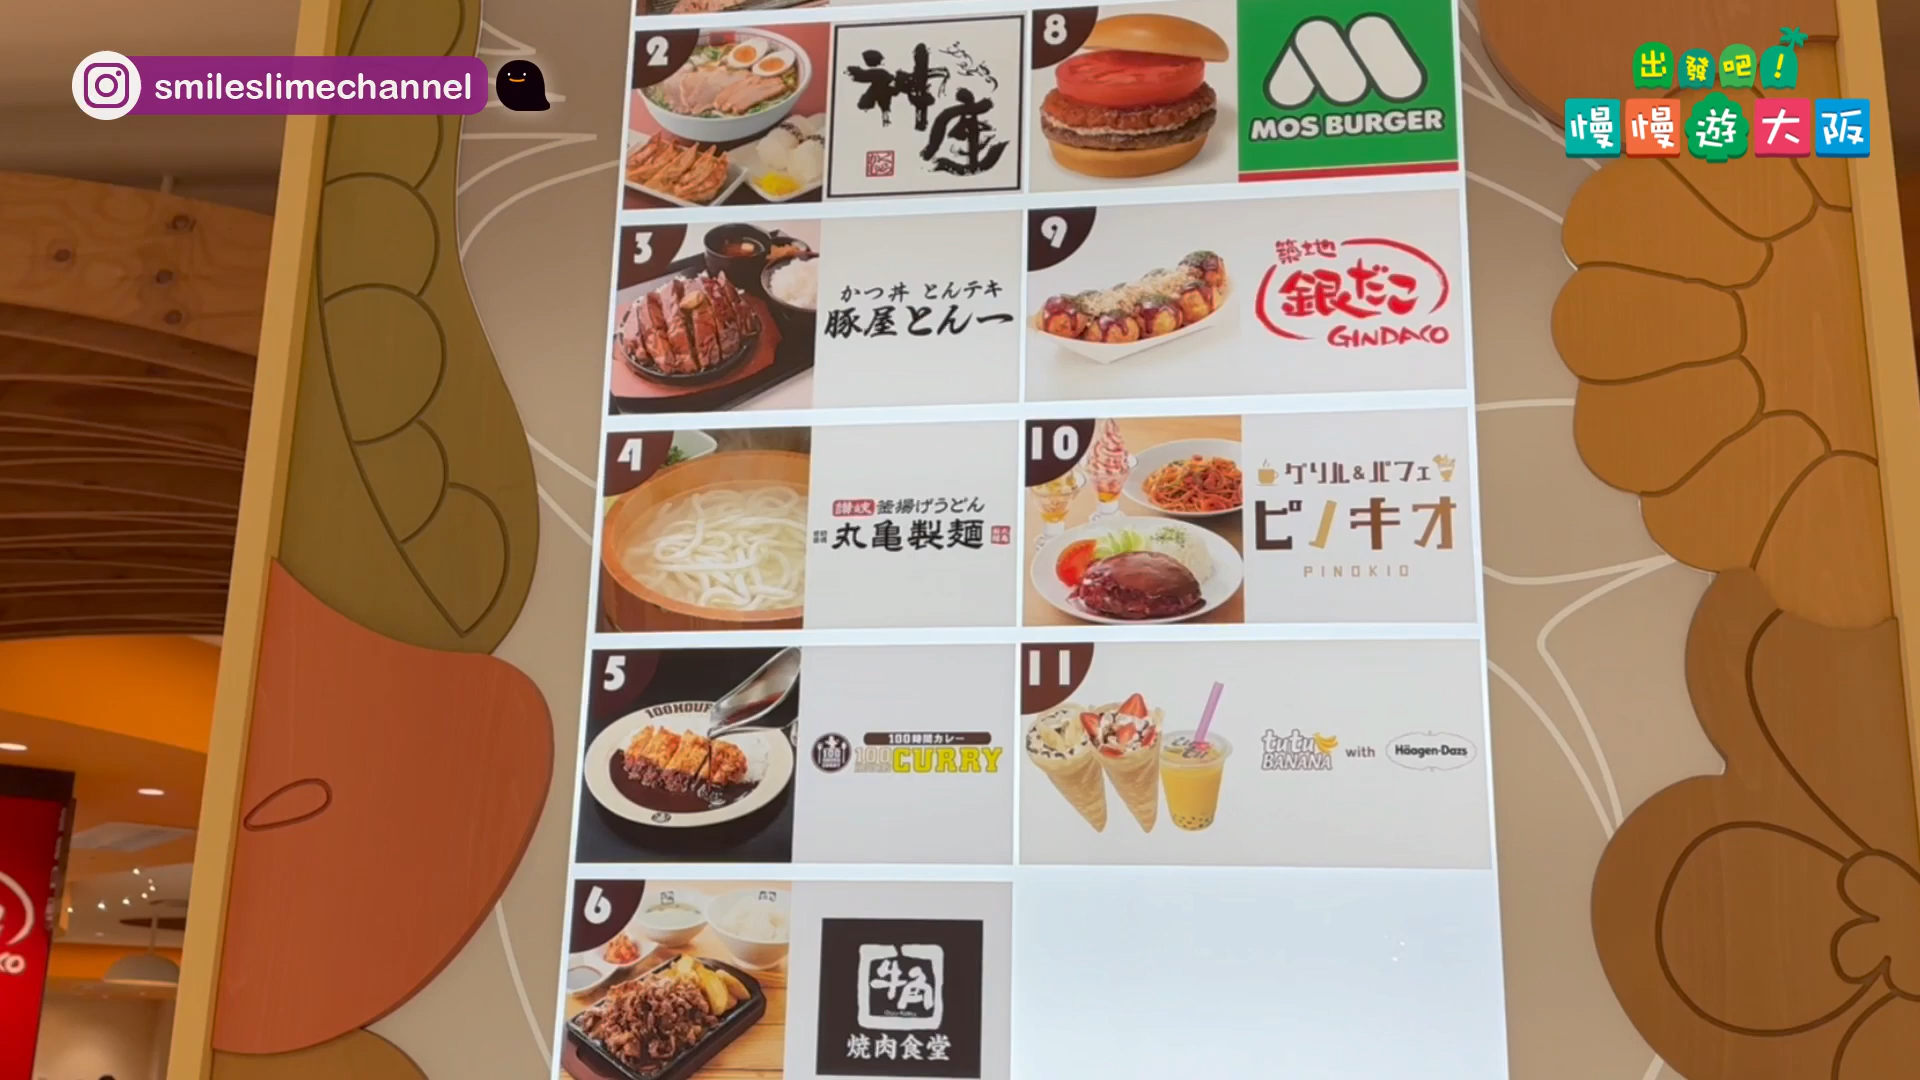 smileslimechannel
出發吧!
慢慢遊大阪
2
神座
8
MOS BURGER
3
かつ丼 とんテキ
豚屋とん一
9
築地
銀だこ
GINDACO
4
讃岐 釜揚げうどん
丸亀製麺
10
グリル&パフェ
ピノキオ
PINOKIO
5
100HOUR
100時間カレー
CURRY
11
tutu
BANANA
with
Häagen-Dazs
6
牛角
焼肉食堂